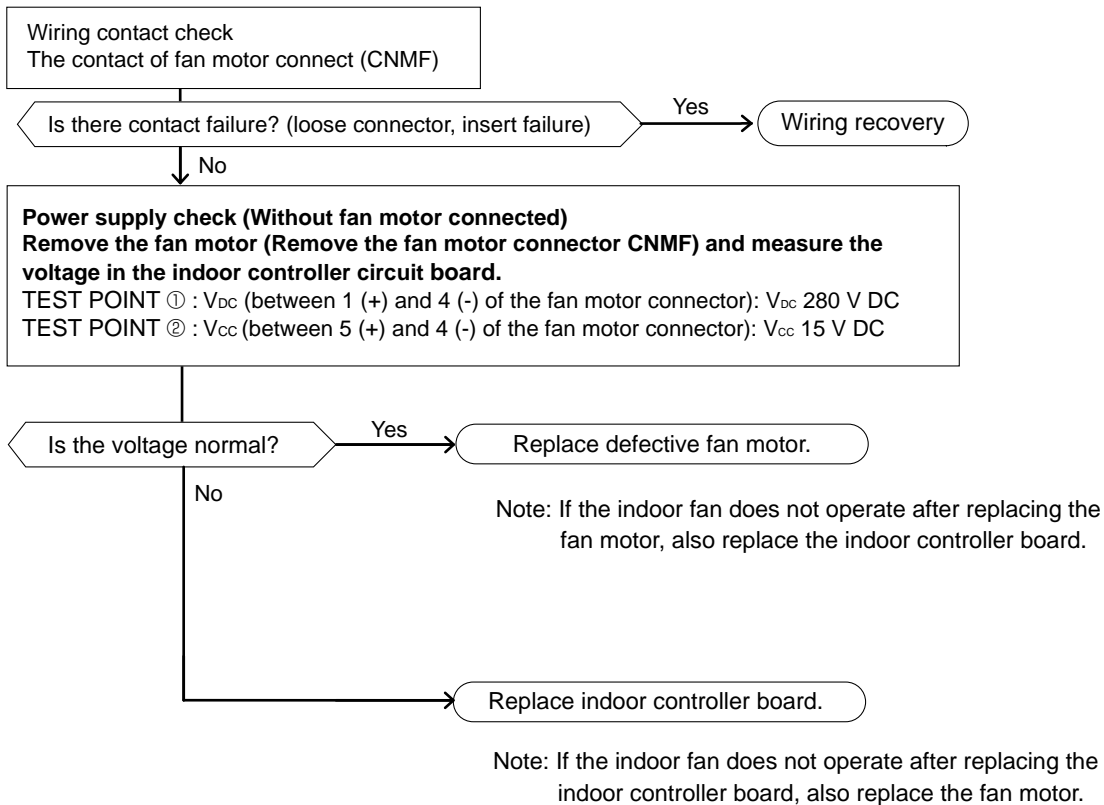 Wiring contact check
The contact of fan motor connect (CNMF)
Is there contact failure? (loose connector, insert failure)
Yes
Wiring recovery
No
Power supply check (Without fan motor connected)
Remove the fan motor (Remove the fan motor connector CNMF) and measure the
voltage in the indoor controller circuit board.
TEST POINT ① : VDC (between 1 (+) and 4 (-) of the fan motor connector): VDC 280 V DC
TEST POINT ② : VCC (between 5 (+) and 4 (-) of the fan motor connector): VCC 15 V DC
Is the voltage normal?
Yes
Replace defective fan motor.
No
Note: If the indoor fan does not operate after replacing the
fan motor, also replace the indoor controller board.
Replace indoor controller board.
Note: If the indoor fan does not operate after replacing the
indoor controller board, also replace the fan motor.